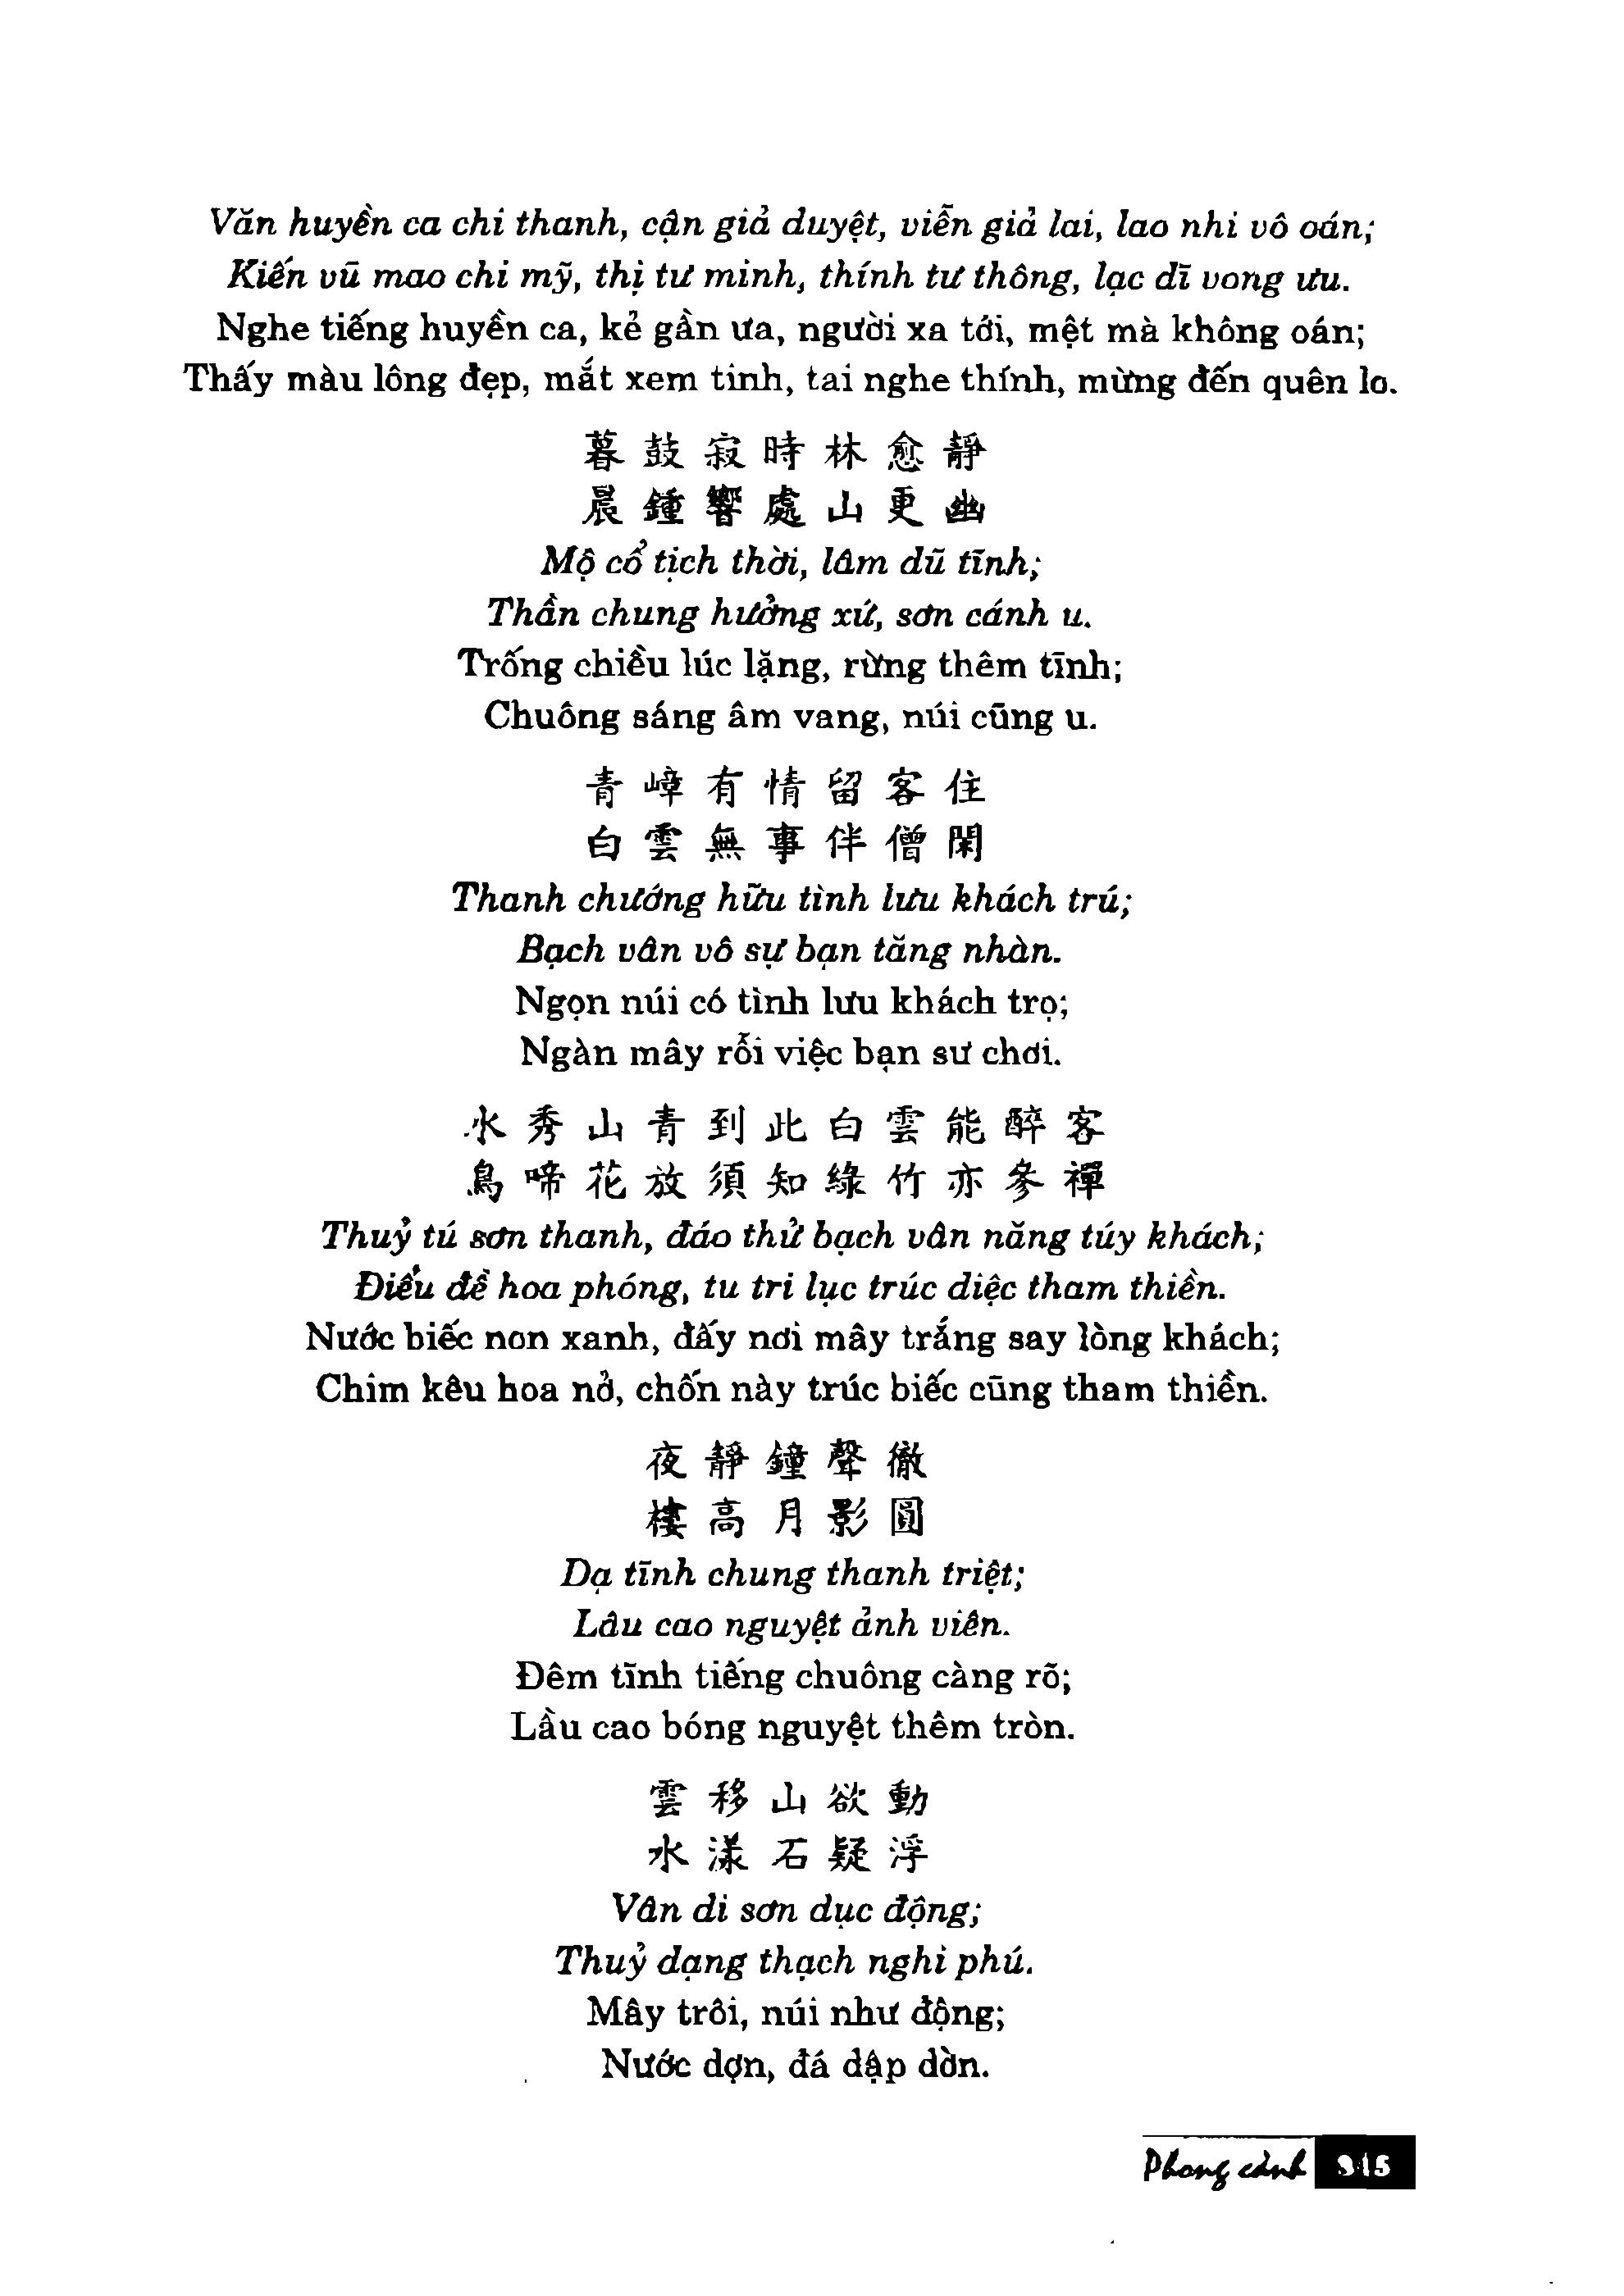 Văn huyền ca chi thanh, cận giả duyệt, viễn giả lai, lao nhi vô oán;
Kiến vũ mao chi mỹ, thị tư minh, thính tư thông, lạc dĩ vong ưu.
Nghe tiếng huyền ca, kẻ gần ưa, người xa tới, mệt mà không oán;
Thấy màu lông đẹp, mắt xem tinh, tai nghe thính, mừng đến quên lo.
暮鼓寂時林愈靜
晨鐘響處山更幽
Mộ cổ tịch thời, lâm dũ tĩnh;
Thần chung hưởng xứ, sơn cánh u.
Trống chiều lúc lặng, rừng thêm tĩnh;
Chuông sáng âm vang, núi cũng u.
青嶂有情留客住
白雲無事伴僧閑
Thanh chướng hữu tình lưu khách trú;
Bạch vân vô sự bạn tăng nhàn.
Ngọn núi có tình lưu khách trọ;
Ngàn mây rỗi việc bạn sư chơi.
水秀山青到此白雲能醉客
鳥啼花放須知綠竹亦參禪
Thuỷ tú sơn thanh, đáo thử bạch vân năng túy khách;
Điểu đề hoa phóng, tu tri lục trúc diệc tham thiền.
Nước biếc non xanh, đấy nơi mây trắng say lòng khách;
Chim kêu hoa nở, chốn này trúc biếc cũng tham thiền.
夜靜鐘聲徹
樓高月影圓
Dạ tĩnh chung thanh triệt;
Lâu cao nguyệt ảnh viên.
Đêm tĩnh tiếng chuông càng rõ;
Lầu cao bóng nguyệt thêm tròn.
雲移山欲動
水漾石疑浮
Vân di sơn dục động;
Thuỷ dạng thạch nghi phú.
Mây trôi, núi như động;
Nước dợn, đá dập dờn.
Phong cảnh